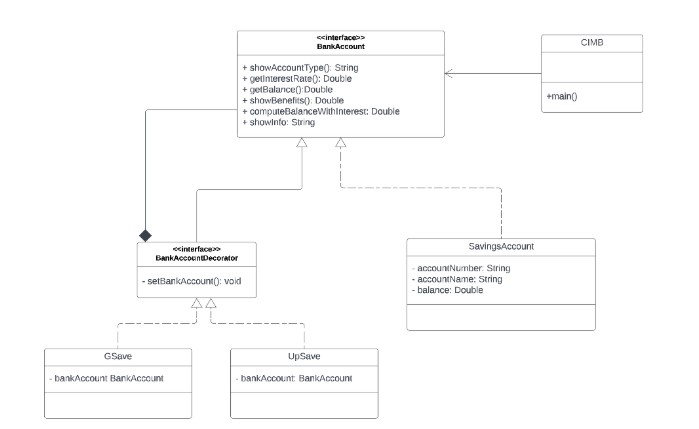 <<interface>>
BankAccount
+ showAccountType(): String
+ getInterestRate(): Double
+ getBalance():Double
+ showBenefits(): Double
+ computeBalanceWithInterest: Double
+ showInfo: String
CIMB
+main()
<<interface>>
BankAccountDecorator
- setBankAccount(): void
SavingsAccount
- accountNumber: String
- accountName: String
- balance: Double
GSave
- bankAccount BankAccount
UpSave
- bankAccount: BankAccount